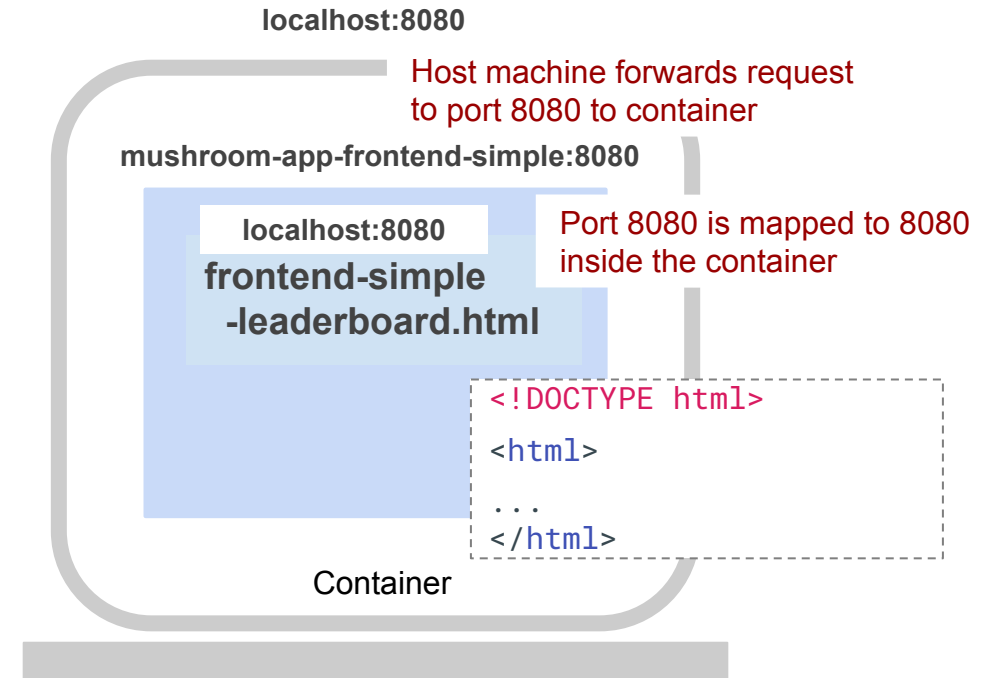 localhost:8080
Host machine forwards request
to port 8080 to container
mushroom-app-frontend-simple:8080
localhost:8080
Port 8080 is mapped to 8080
inside the container
frontend-simple
-leaderboard.html
<!DOCTYPE html>
<html>
...
</html>
Container